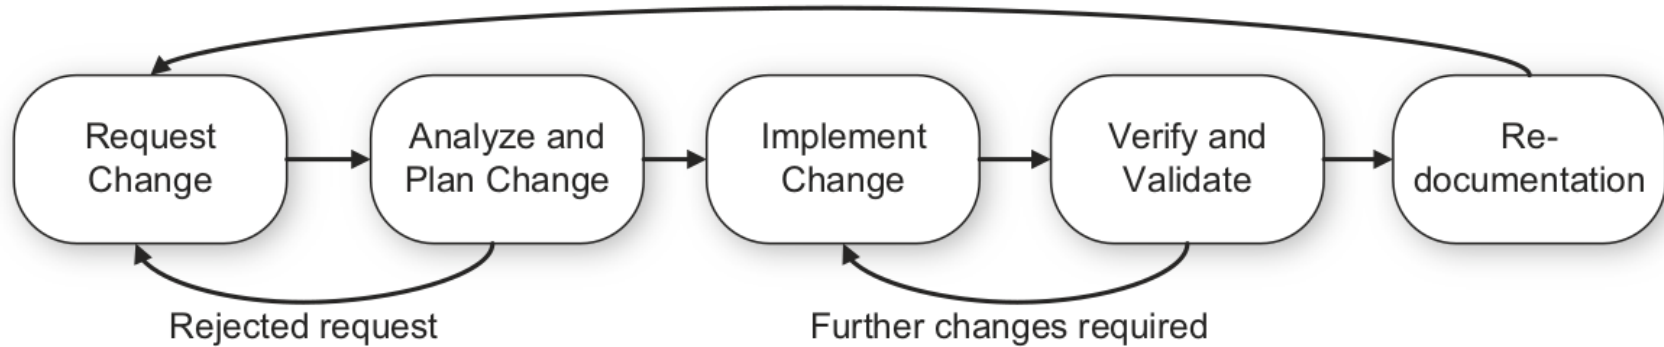 Request
Change
Analyze and
Plan Change
Implement
Change
Verify and
Validate
Re-
documentation
Rejected request
Further changes required